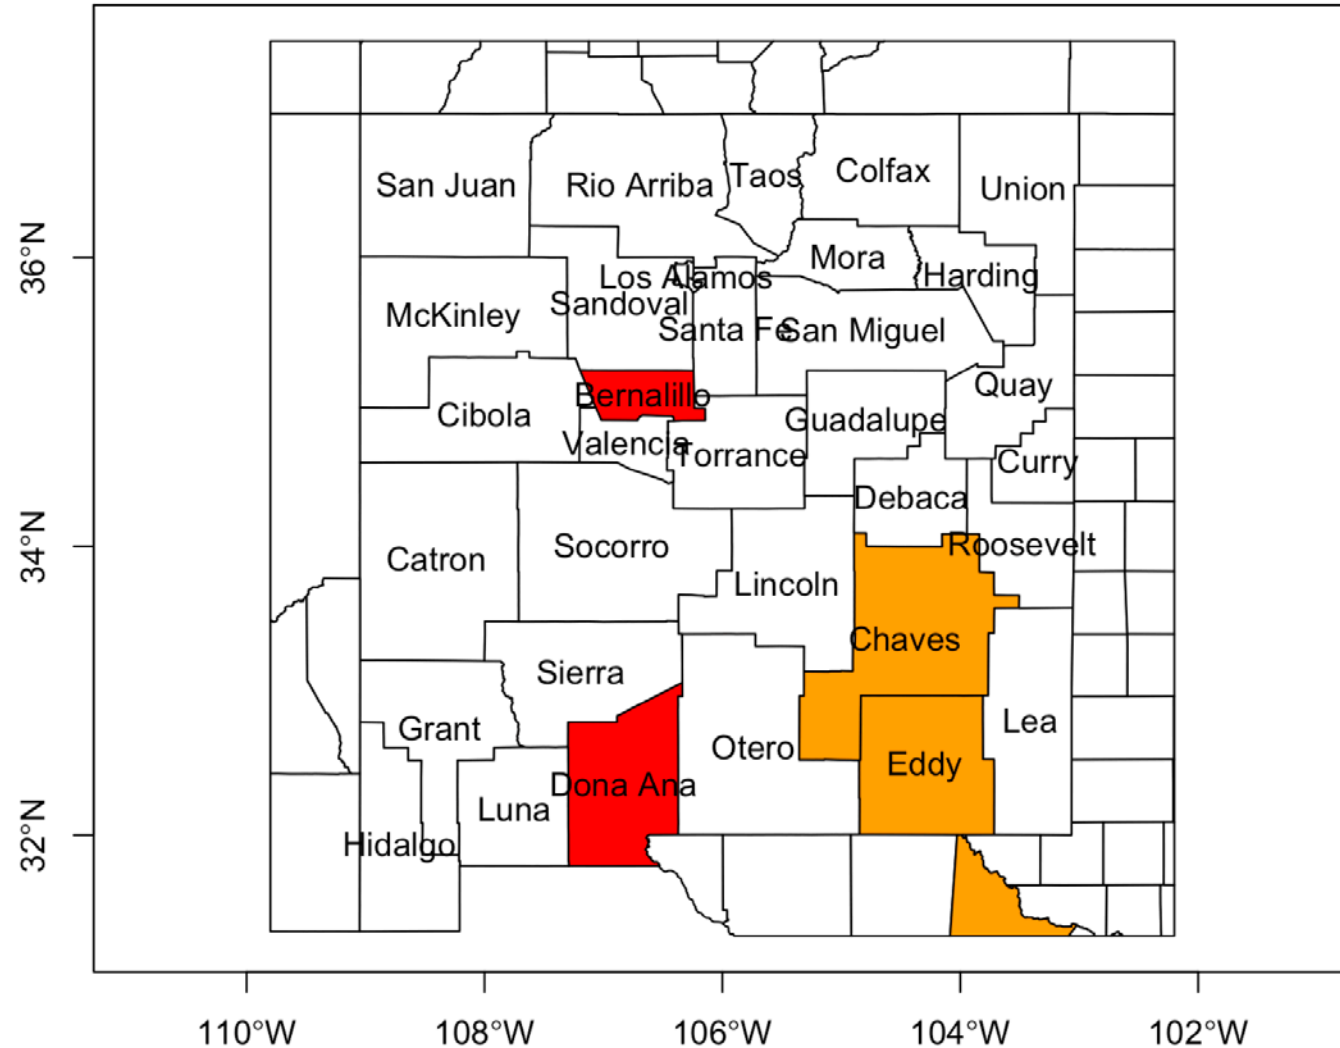 San Juan
Rio Arriba
Taos
Colfax
Union
36°N
Los Alamos
Mora
Harding
McKinley
Sandoval
Santa Fe
San Miguel
Bernalillo
Quay
Cibola
Guadalupe
Valencia
Torrance
Curry
Debaca
34°N
Catron
Socorro
Roosevelt
Lincoln
Chaves
Sierra
Grant
Otero
Lea
Eddy
Dona Ana
Luna
32°N
Hidalgo
110°W
108°W
106°W
104°W
102°W